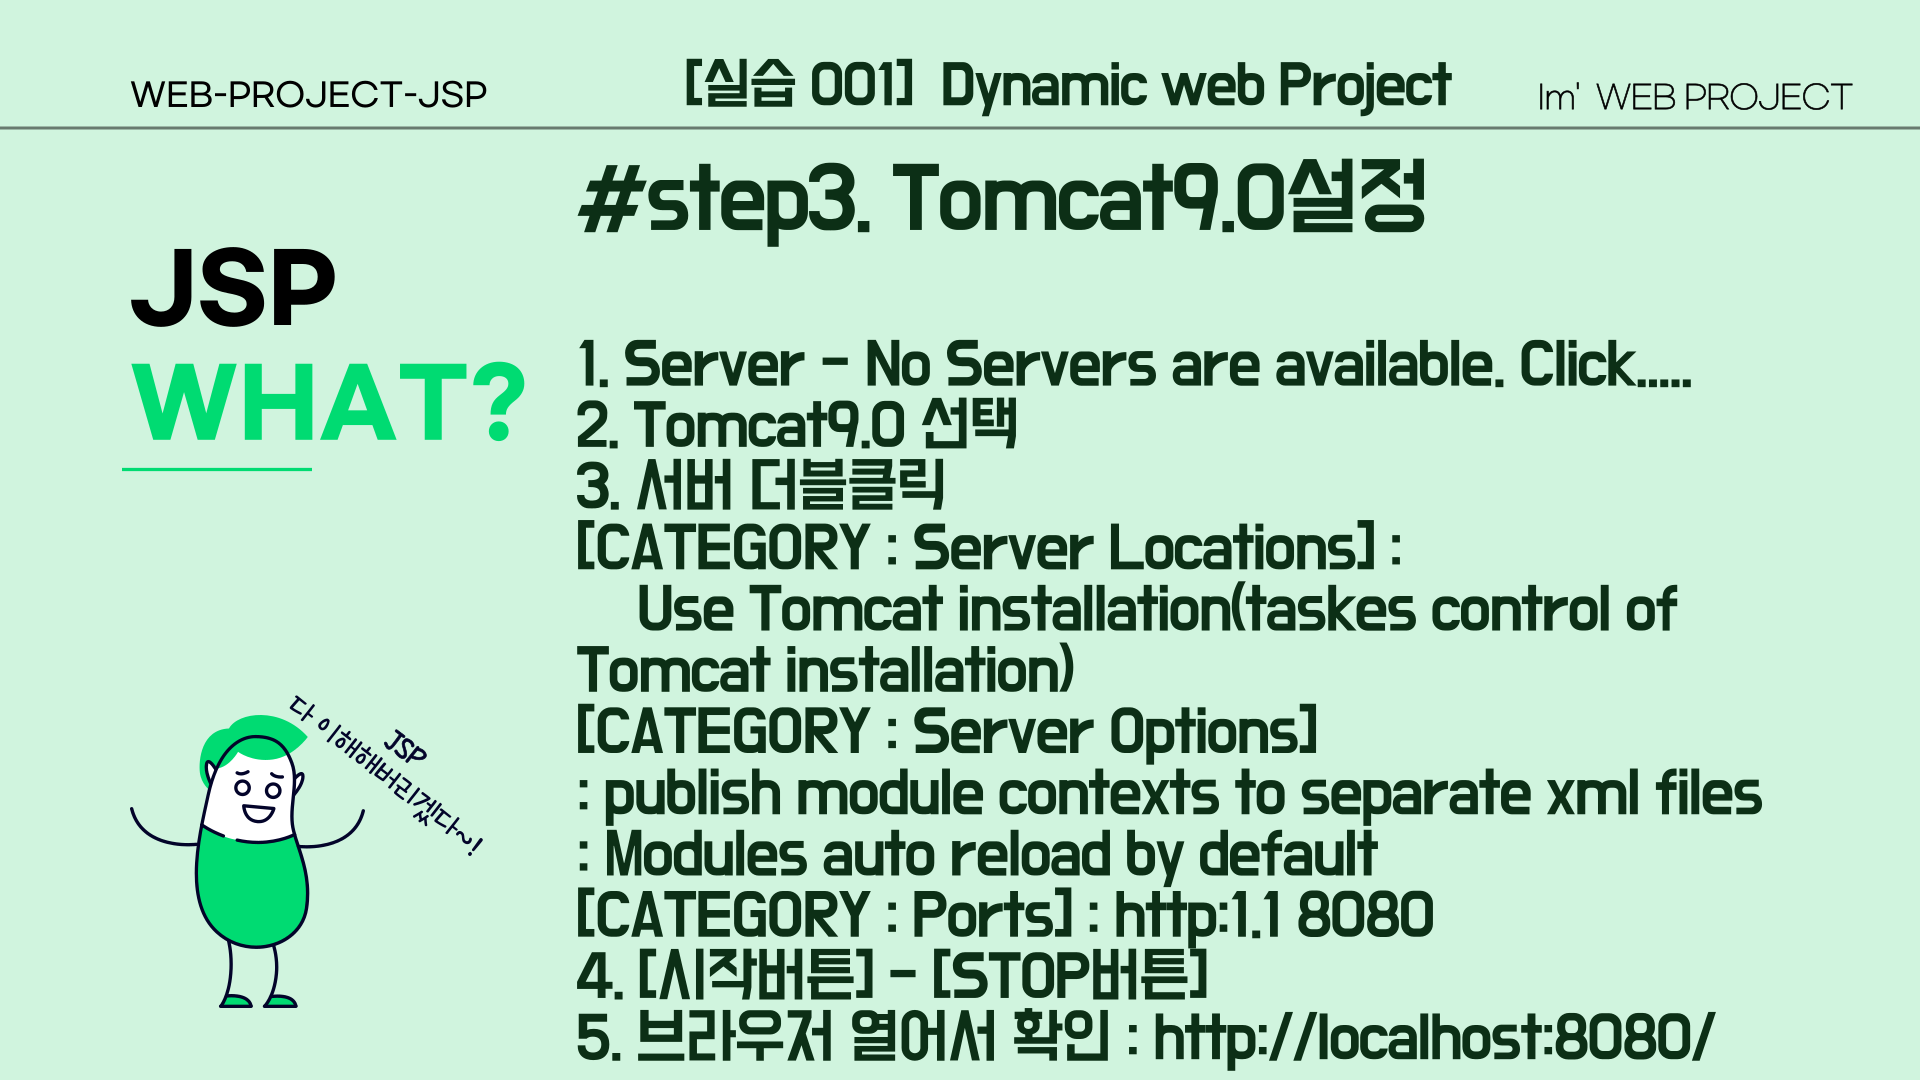 WEB-PROJECT-JSP
[실습 001] Dynamic web Project
Im' WEB PROJECT
#step3. Tomcat9.0설정
JSP
WHAT?
1. Server - No Servers are available. Click.....
2. Tomcat9.0 선택
3. 서버 더블클릭
[CATEGORY : Server Locations] :
Use Tomcat installation(taskes control of
Tomcat installation)
[CATEGORY : Server Options]
: publish module contexts to separate xml files
: Modules auto reload by default
[CATEGORY : Ports] : http:1.1 8080
4. [시작버튼] - [STOP버튼]
5. 브라우저 열어서 확인 : http://localhost:8080/
JSP
다 이해해버리겠다~!